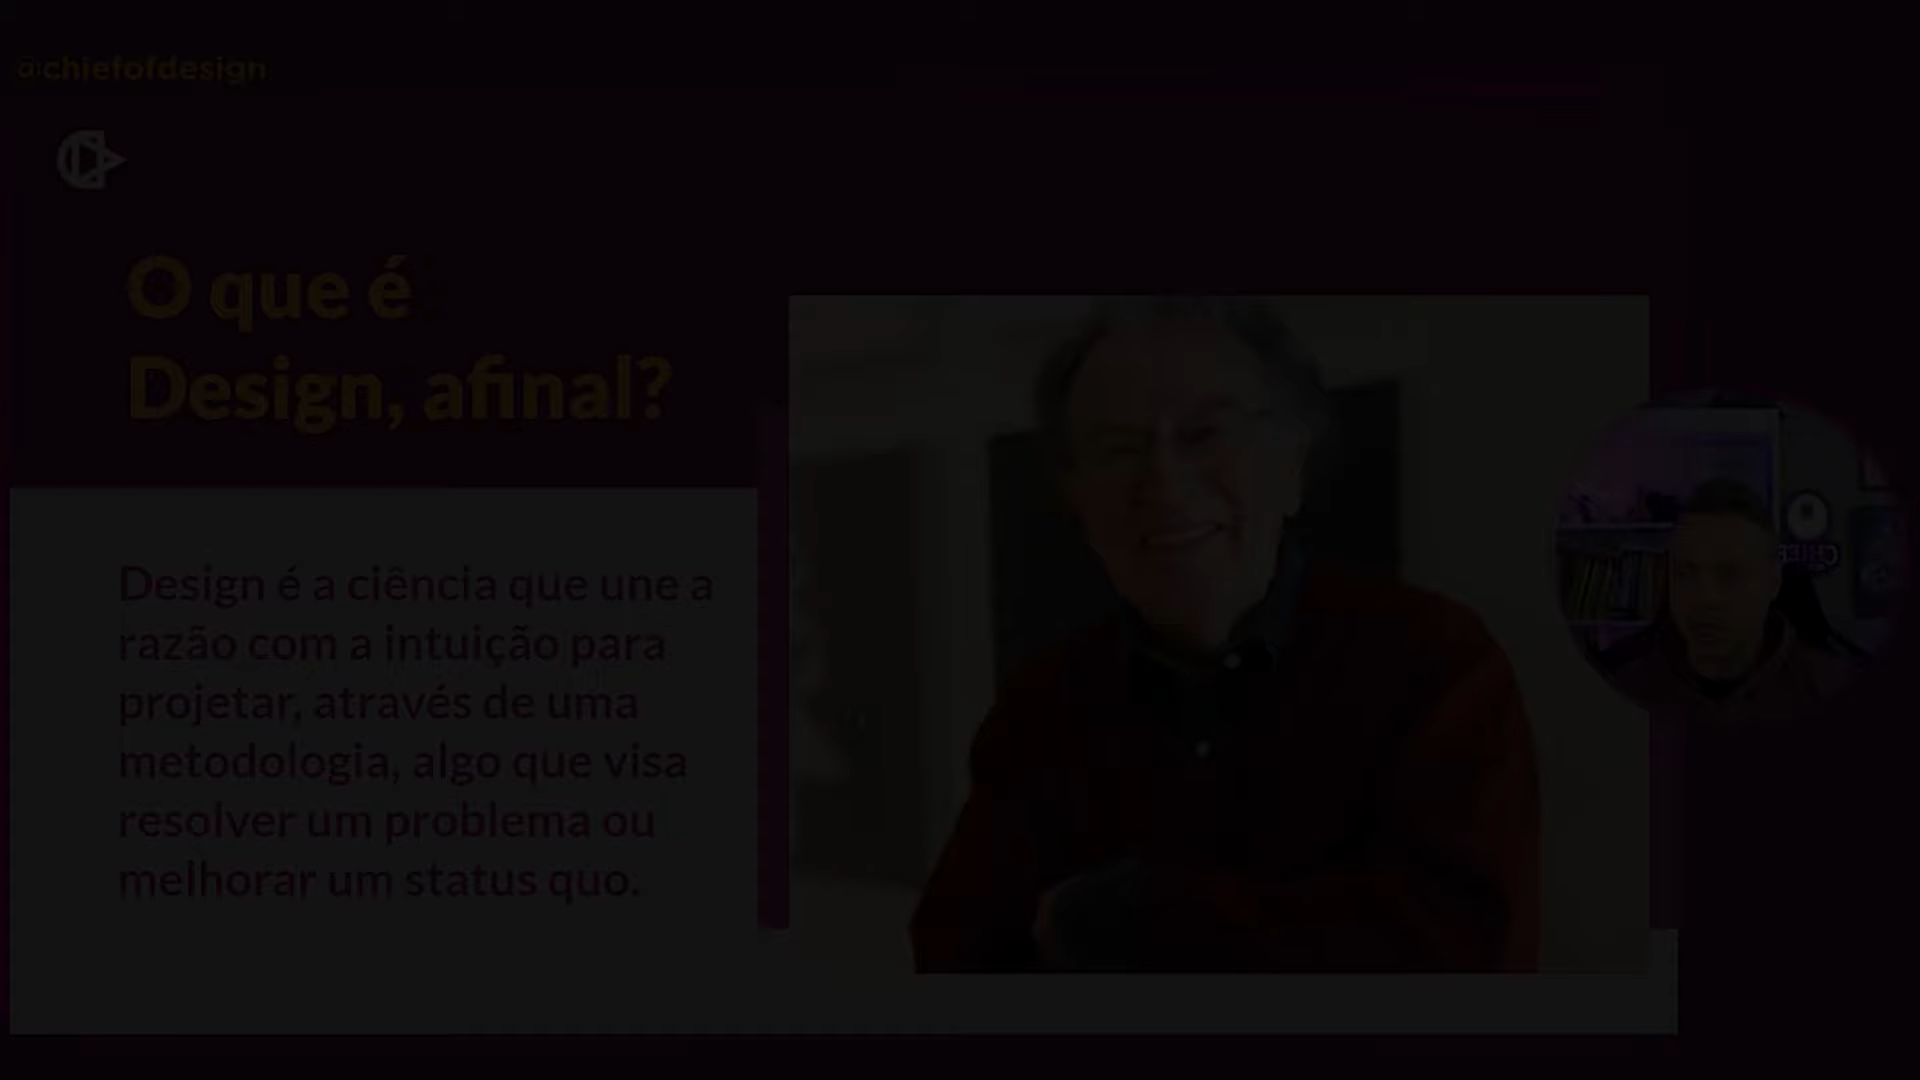 @chiefofdesign
O que é
Design, afinal?
Design é a ciência que une a
razão com a intuição para
projetar, através de uma
metodologia, algo que visa
resolver um problema ou
melhorar um status quo.